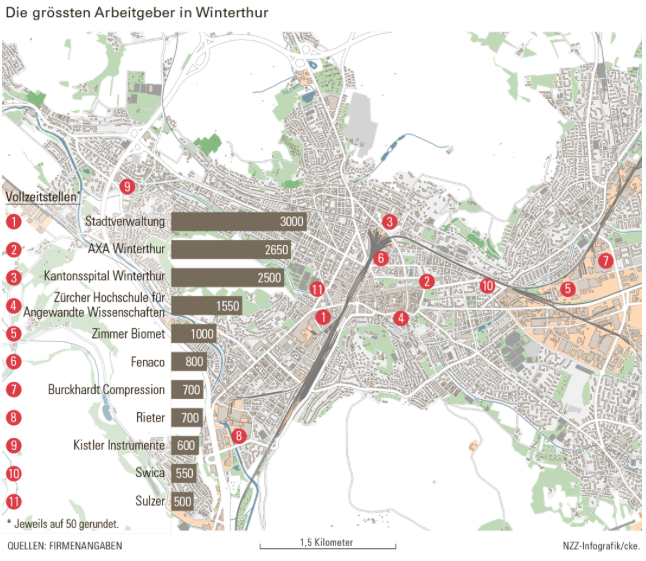 Die grössten Arbeitgeber in Winterthur
Vollzeitstellen*
1 Stadtverwaltung 3000
2 AXA Winterthur 2650
3 Kantonsspital Winterthur 2500
4 Zürcher Hochschule für
Angewandte Wissenschaften 1550
5 Zimmer Biomet 1000
6 Fenaco 800
7 Burckhardt Compression 700
8 Rieter 700
9 Kistler Instrumente 600
10 Swica 550
11 Sulzer 500
* Jeweils auf 50 gerundet.
9
3
6
7
2
10
5
11
1
4
8
QUELLEN: FIRMENANGABEN
1,5 Kilometer
NZZ-Infografik/cke.